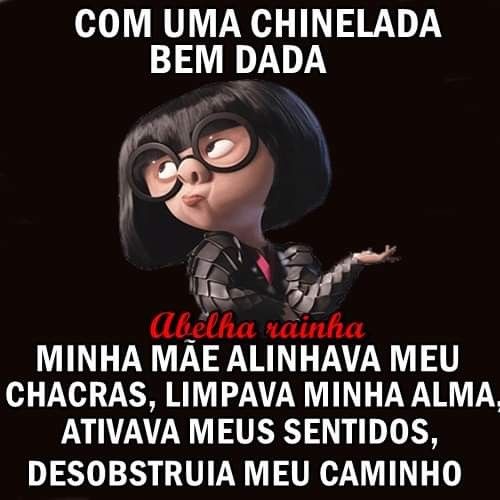 COM UMA CHINELADA
BEM DADA
Abelha rainha
MINHA MÃE ALINHAVA MEU
CHACRAS, LIMPAVA MINHA ALMA,
ATIVAVA MEUS SENTIDOS,
DESOBSTRUIA MEU CAMINHO